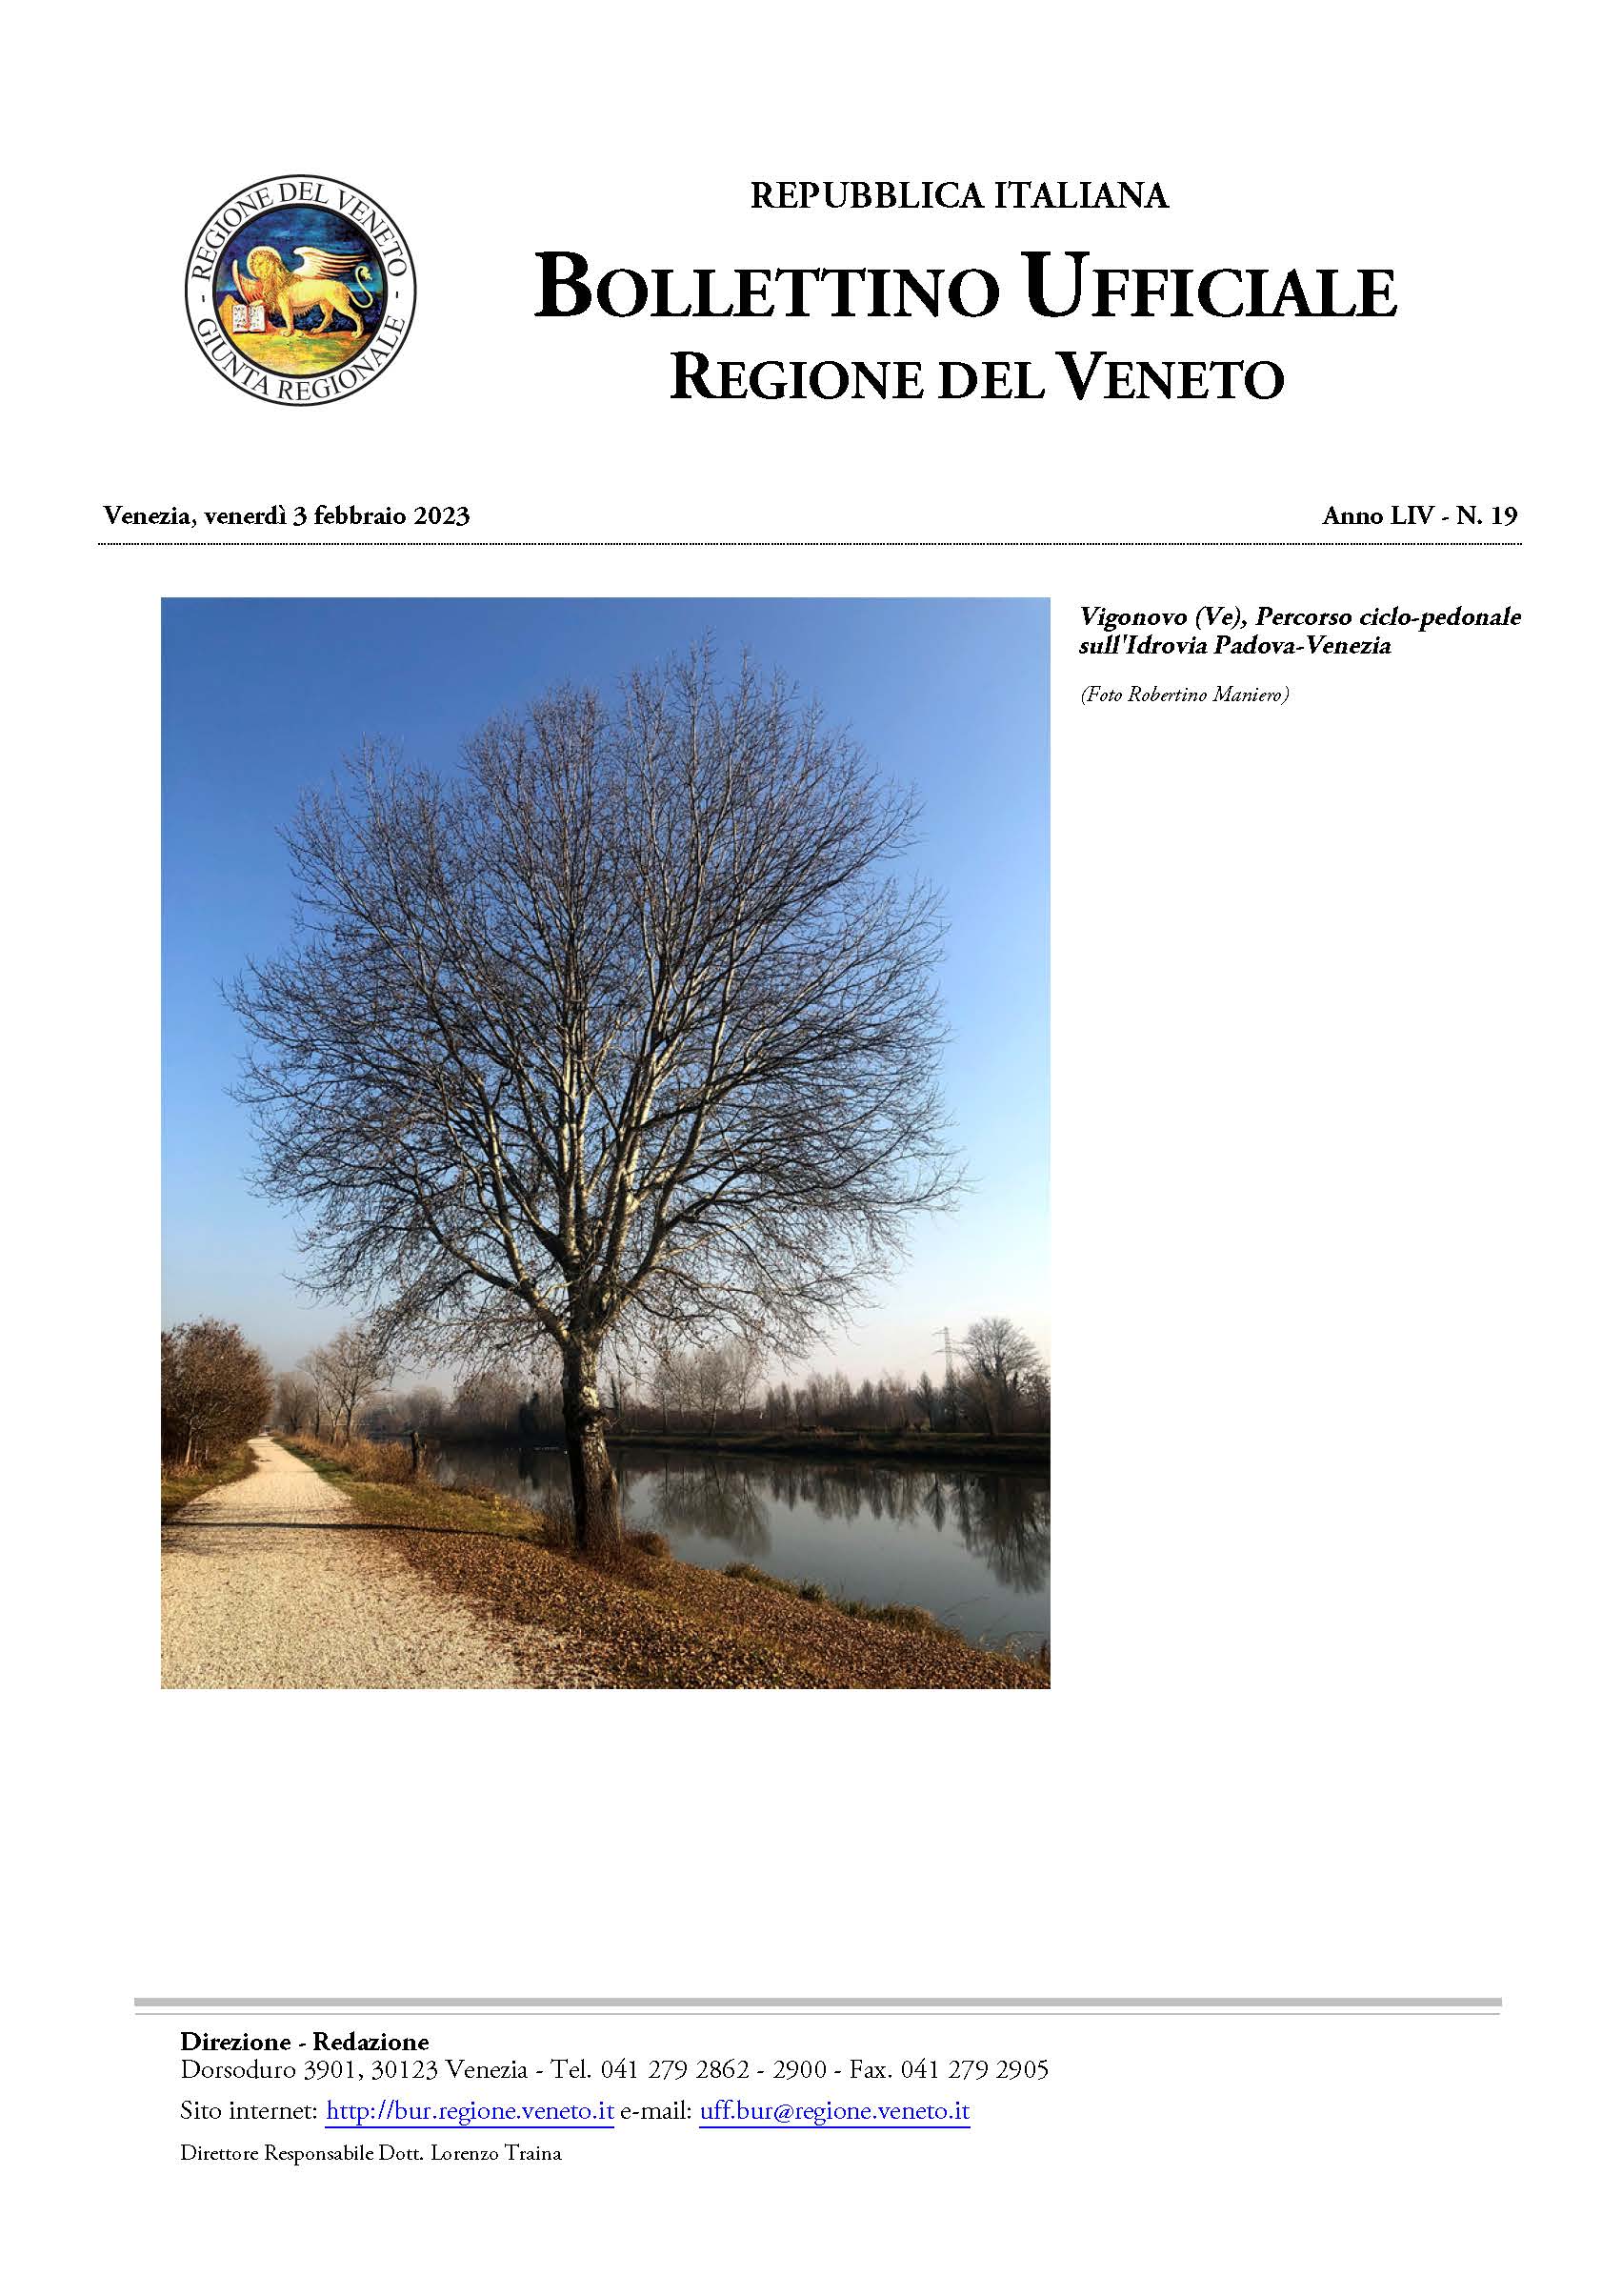 REGIONE DEL VENETO
- GIUNTA REGIONALE -
REPUBBLICA ITALIANA
BOLLETTINO UFFICIALE
REGIONE DEL VENETO
Venezia, venerdì 3 febbraio 2023
Anno LIV - N. 19
Vigonovo (Ve), Percorso ciclo-pedonale
sull'Idrovia Padova-Venezia
(Foto Robertino Maniero)
Direzione - Redazione
Dorsoduro 3901, 30123 Venezia - Tel. 041 279 2862 - 2900 - Fax. 041 279 2905
Sito internet: http://bur.regione.veneto.it e-mail: uff.bur@regione.veneto.it
Direttore Responsabile Dott. Lorenzo Traina